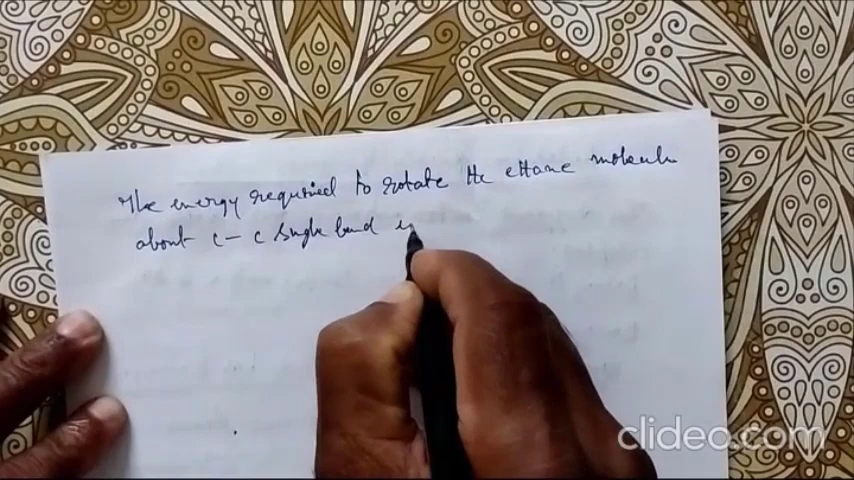 The energy required to rotate the ethane molecule
about C-C single bond is
clideo.com